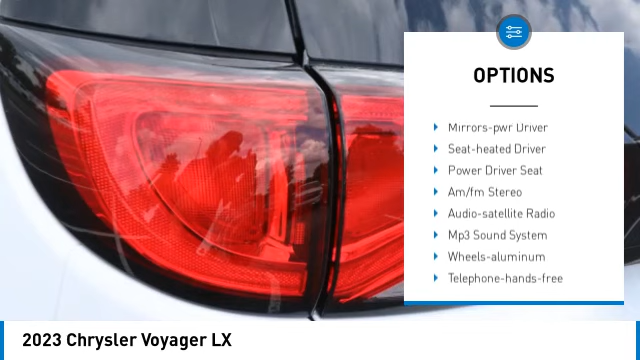 OPTIONS
Mirrors-pwr Driver
Seat-heated Driver
Power Driver Seat
Am/fm Stereo
Audio-satellite Radio
Mp3 Sound System
Wheels-aluminum
Telephone-hands-free
2023 Chrysler Voyager LX